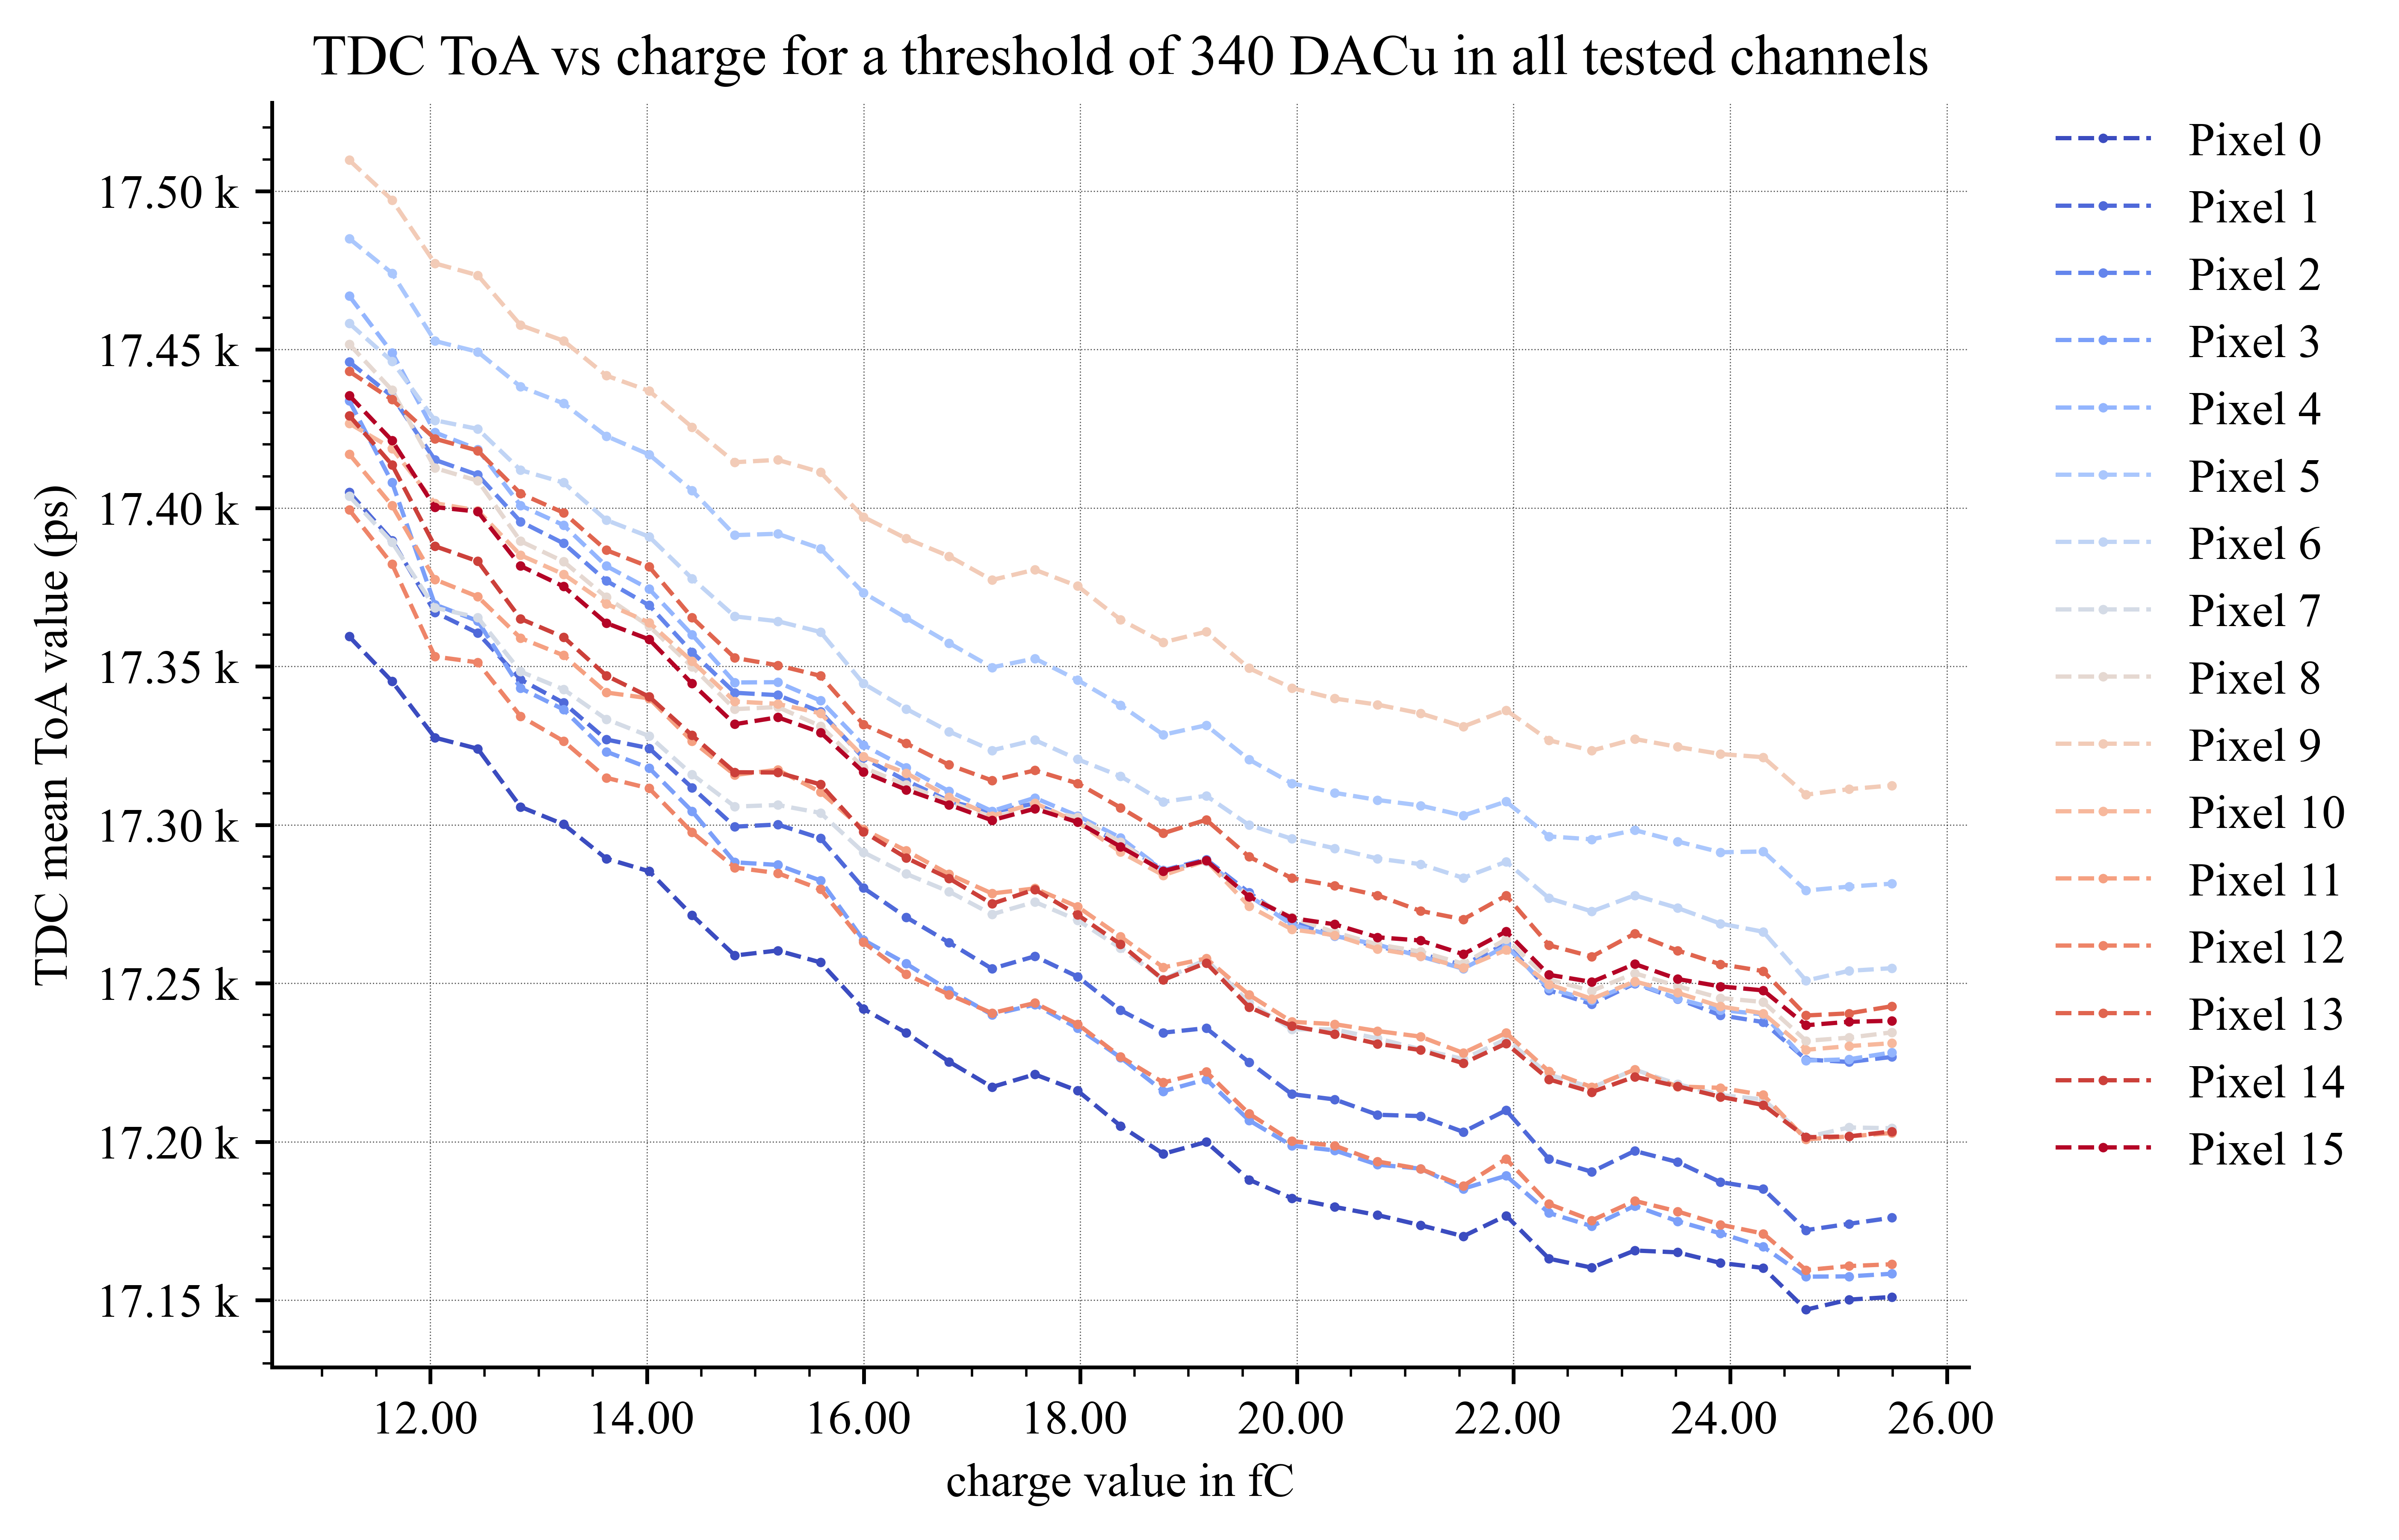 TDC ToA vs charge for a threshold of 340 DACu in all tested channels
TDC mean ToA value (ps)
17.50 k
17.45 k
17.40 k
17.35 k
17.30 k
17.25 k
17.20 k
17.15 k
12.00
14.00
16.00
18.00
20.00
22.00
24.00
26.00
charge value in fC
Pixel 0
Pixel 1
Pixel 2
Pixel 3
Pixel 4
Pixel 5
Pixel 6
Pixel 7
Pixel 8
Pixel 9
Pixel 10
Pixel 11
Pixel 12
Pixel 13
Pixel 14
Pixel 15